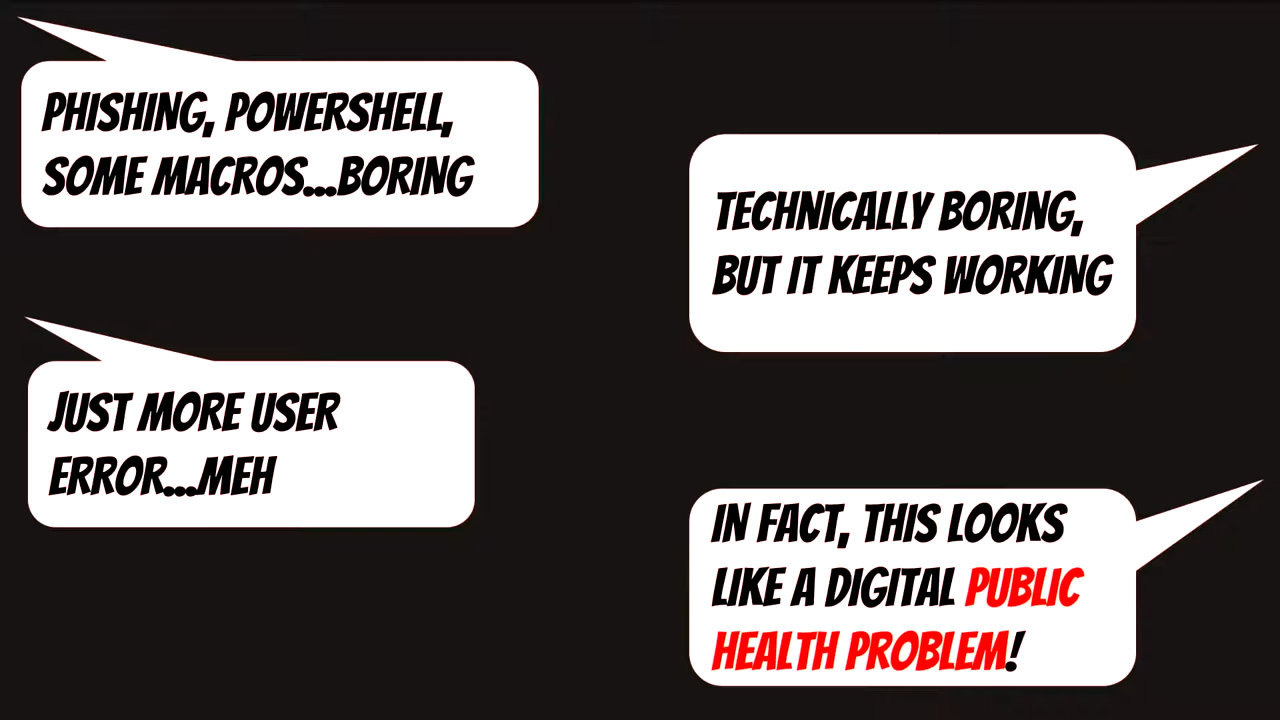 PHISHING, POWERSHELL,
SOME MACROS...BORING
TECHNICALLY BORING,
BUT IT KEEPS WORKING
JUST MORE USER
ERROR...MEH
IN FACT, THIS LOOKS
LIKE A DIGITAL PUBLIC
HEALTH PROBLEM!